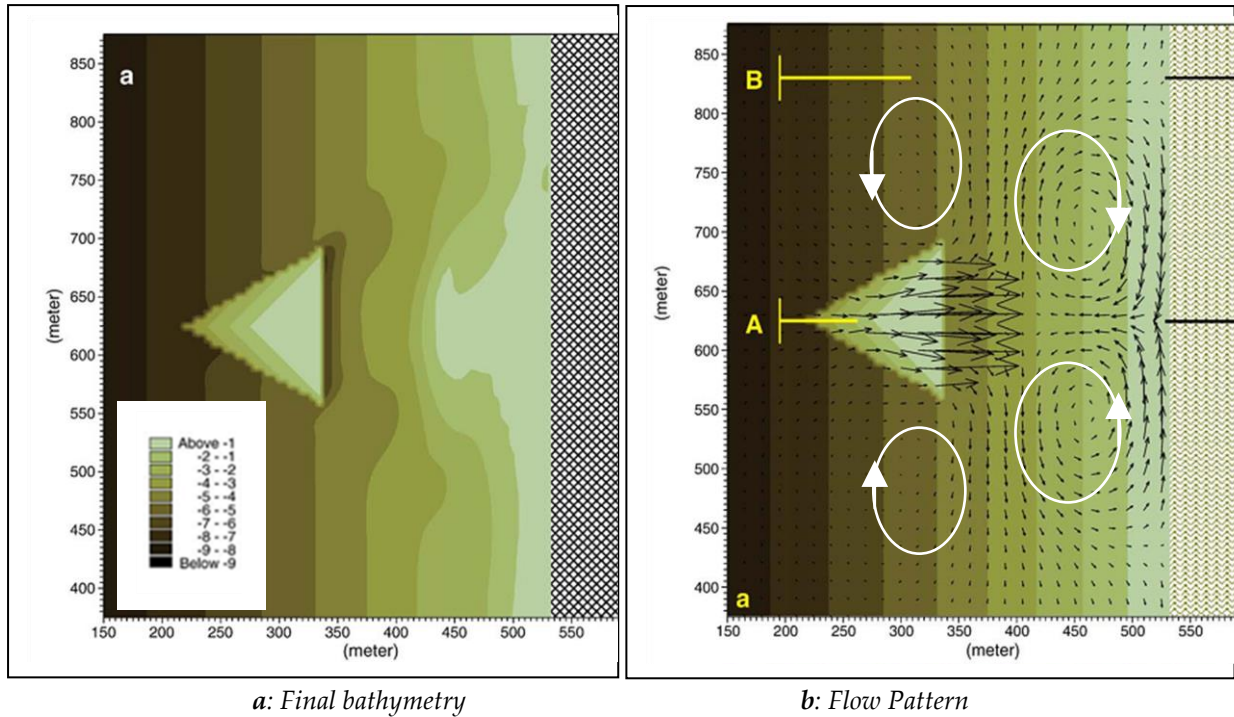 850
800
750
700
650
600
550
500
450
400
(meter)
a
Above -1
-2 - -1
-3 - -2
-4 - -3
-5 - -4
-6 - -5
-7 - -6
-8 - -7
-9 - -8
Below -9
150 200 250 300 350 400 450 500 550
(meter)
a: Final bathymetry
850
800
750
700
650
600
550
500
450
400
(meter)
B
A
a
150 200 250 300 350 400 450 500 550
(meter)
b: Flow Pattern